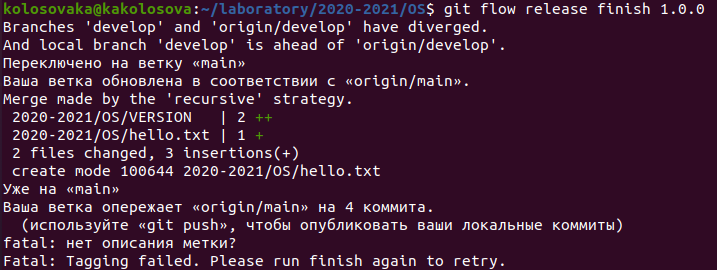 kolosovaka@kakolosova:~/laboratory/2020-2021/OS$ git flow release finish 1.0.0
Branches 'develop' and 'origin/develop' have diverged.
And local branch 'develop' is ahead of 'origin/develop'.
Переключено на ветку «main»
Ваша ветка обновлена в соответствии с «origin/main».
Merge made by the 'recursive' strategy.
 2020-2021/OS/VERSION   | 2 ++
 2020-2021/OS/hello.txt | 1 +
 2 files changed, 3 insertions(+)
 create mode 100644 2020-2021/OS/hello.txt
Уже на «main»
Ваша ветка опережает «origin/main» на 4 коммита.
  (используйте «git push», чтобы опубликовать ваши локальные коммиты)
fatal: нет описания метки?
Fatal: Tagging failed. Please run finish again to retry.